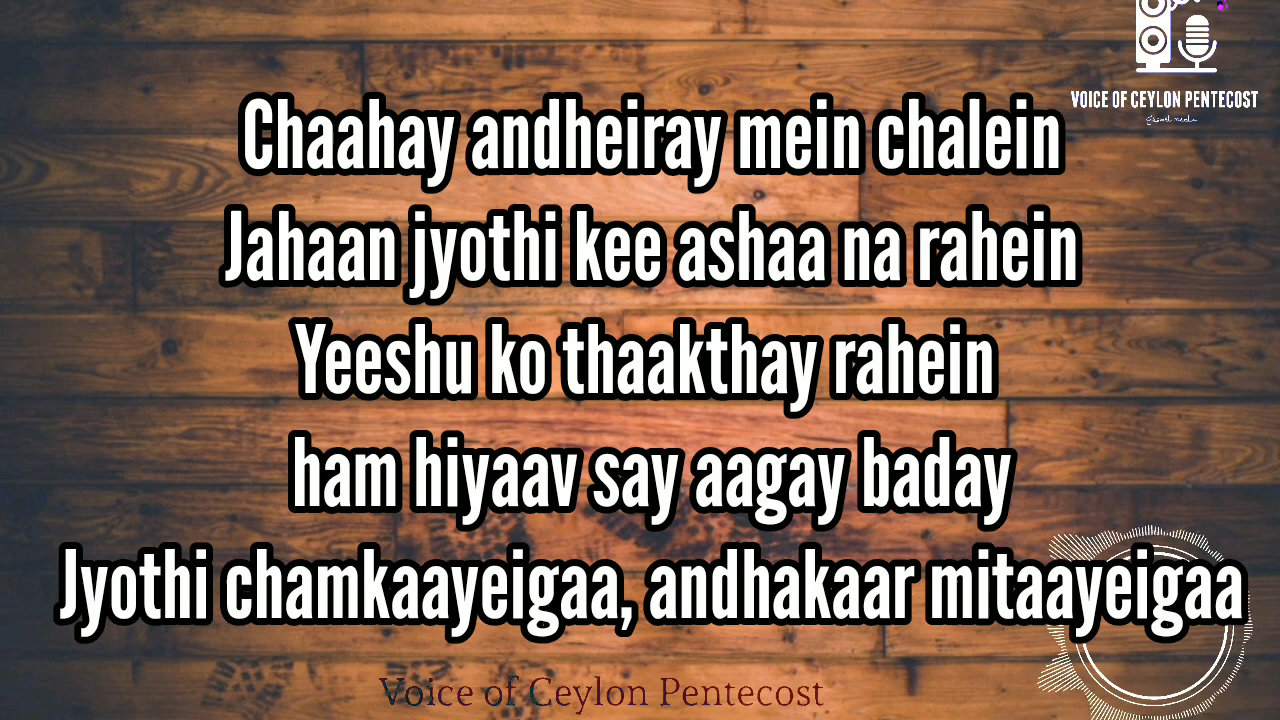 VOICE OF CEYLON PENTECOST
Chaahay andheiray mein chalein
Jahaan jyothi kee ashaa na rahein
Yeeshu ko thaakthay rahein
ham hiyaav say aagay baday
Jyothi chamkaayeigaa, andhakaar mitaayeigaa
Voice of Ceylon Pentecost